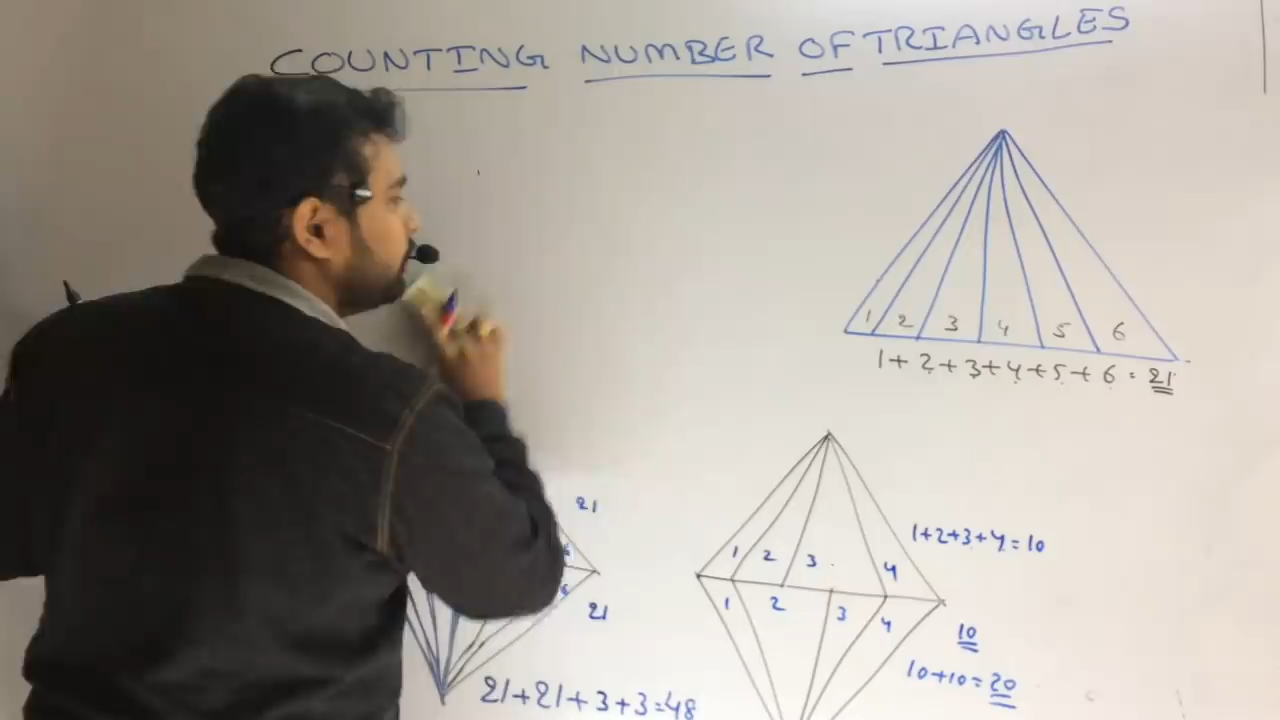 COUNTING NUMBER OF TRIANGLES
1 2 3 4 5 6
1+2+3+4+5+6=21
21
6
6
21
21+21+3+3=48
1 2 3 4
1 2 3 4
1+2+3+4=10
10
10+10=20